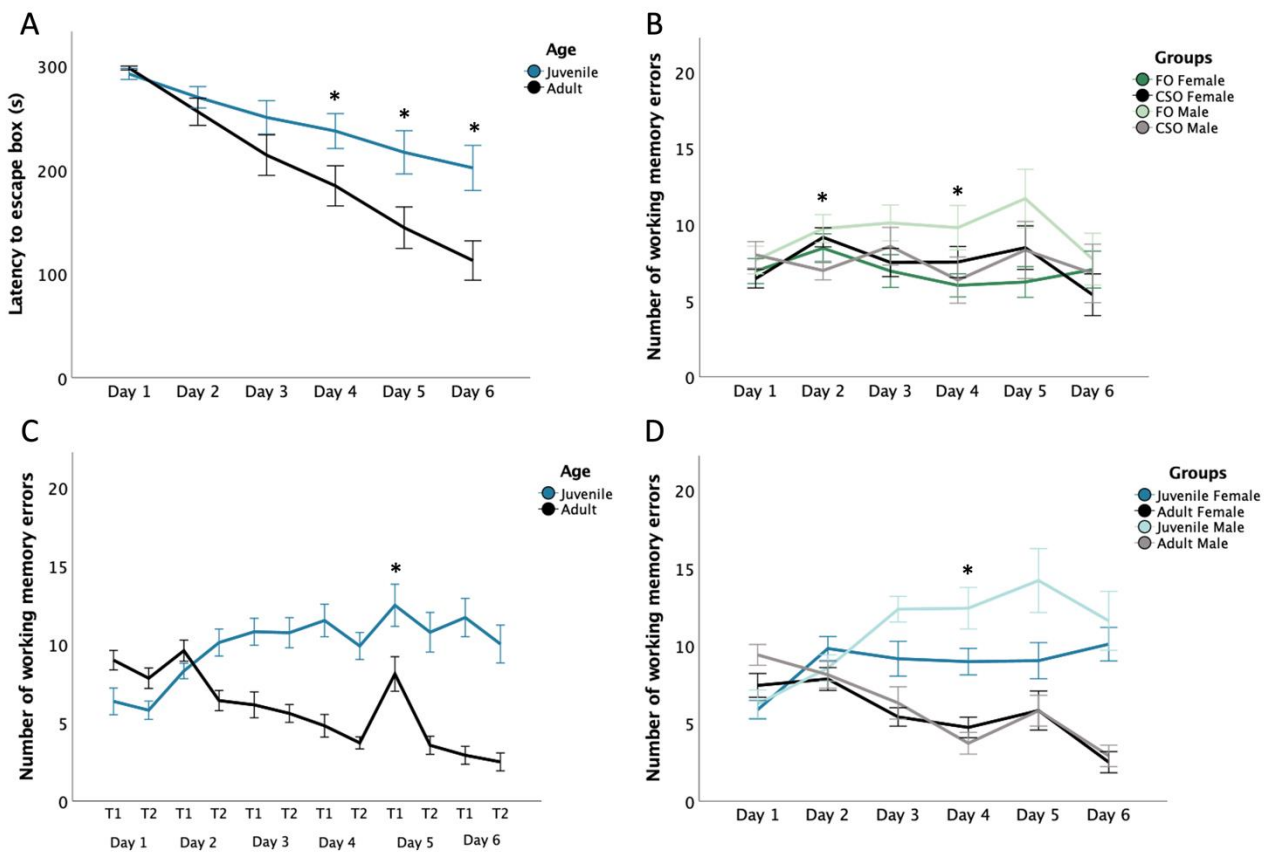 A
Latency to escape box (s)
300
200
100
0
Day 1 Day 2 Day 3 Day 4 Day 5 Day 6
* * *
Age
Juvenile
Adult
B
Number of working memory errors
20
15
10
5
0
Day 1 Day 2 Day 3 Day 4 Day 5 Day 6
* *
Groups
FO Female
CSO Female
FO Male
CSO Male
C
Number of working memory errors
20
15
10
5
0
T1 T2 T1 T2 T1 T2 T1 T2 T1 T2 T1 T2
Day 1 Day 2 Day 3 Day 4 Day 5 Day 6
*
Age
Juvenile
Adult
D
Number of working memory errors
20
15
10
5
0
Day 1 Day 2 Day 3 Day 4 Day 5 Day 6
*
Groups
Juvenile Female
Adult Female
Juvenile Male
Adult Male